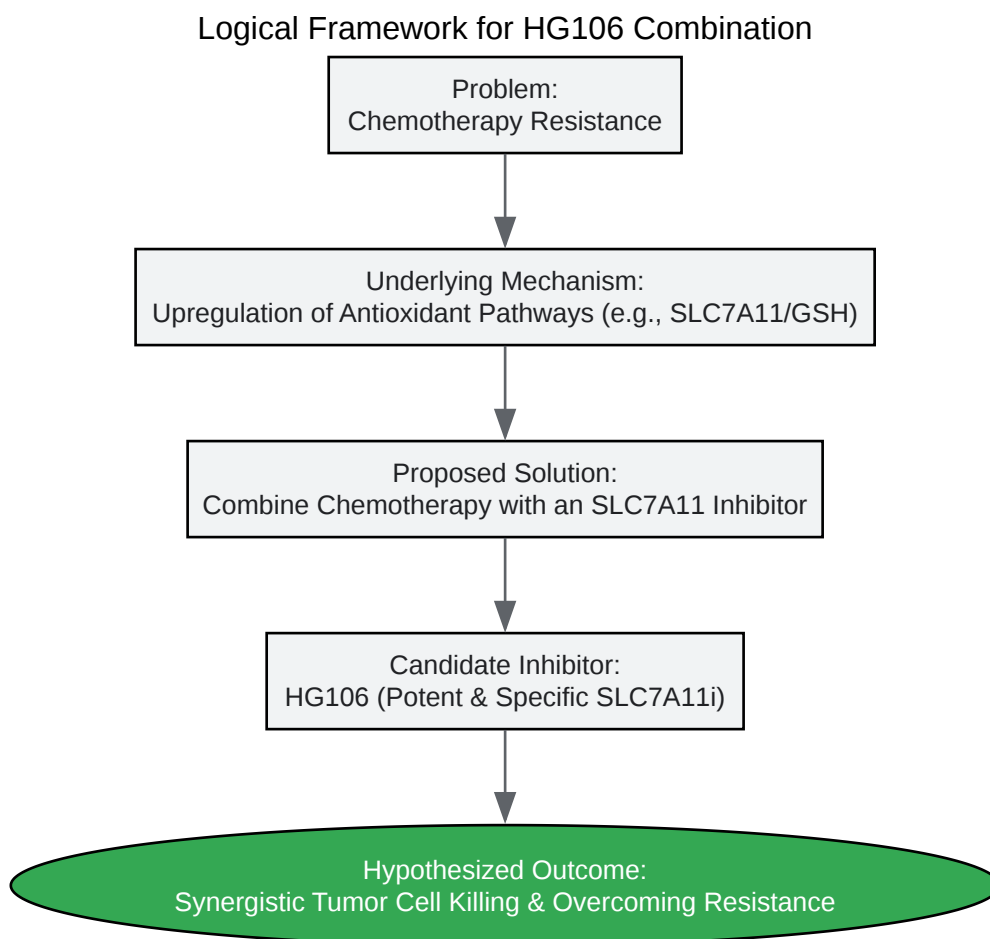 Logical Framework for HG106 Combination
Problem:
Chemotherapy Resistance
Underlying Mechanism:
Upregulation of Antioxidant Pathways (e.g., SLC7A11/GSH)
Proposed Solution:
Combine Chemotherapy with an SLC7A11 Inhibitor
Candidate Inhibitor:
HG106 (Potent & Specific SLC7A11i)
Hypothesized Outcome:
Synergistic Tumor Cell Killing & Overcoming Resistance